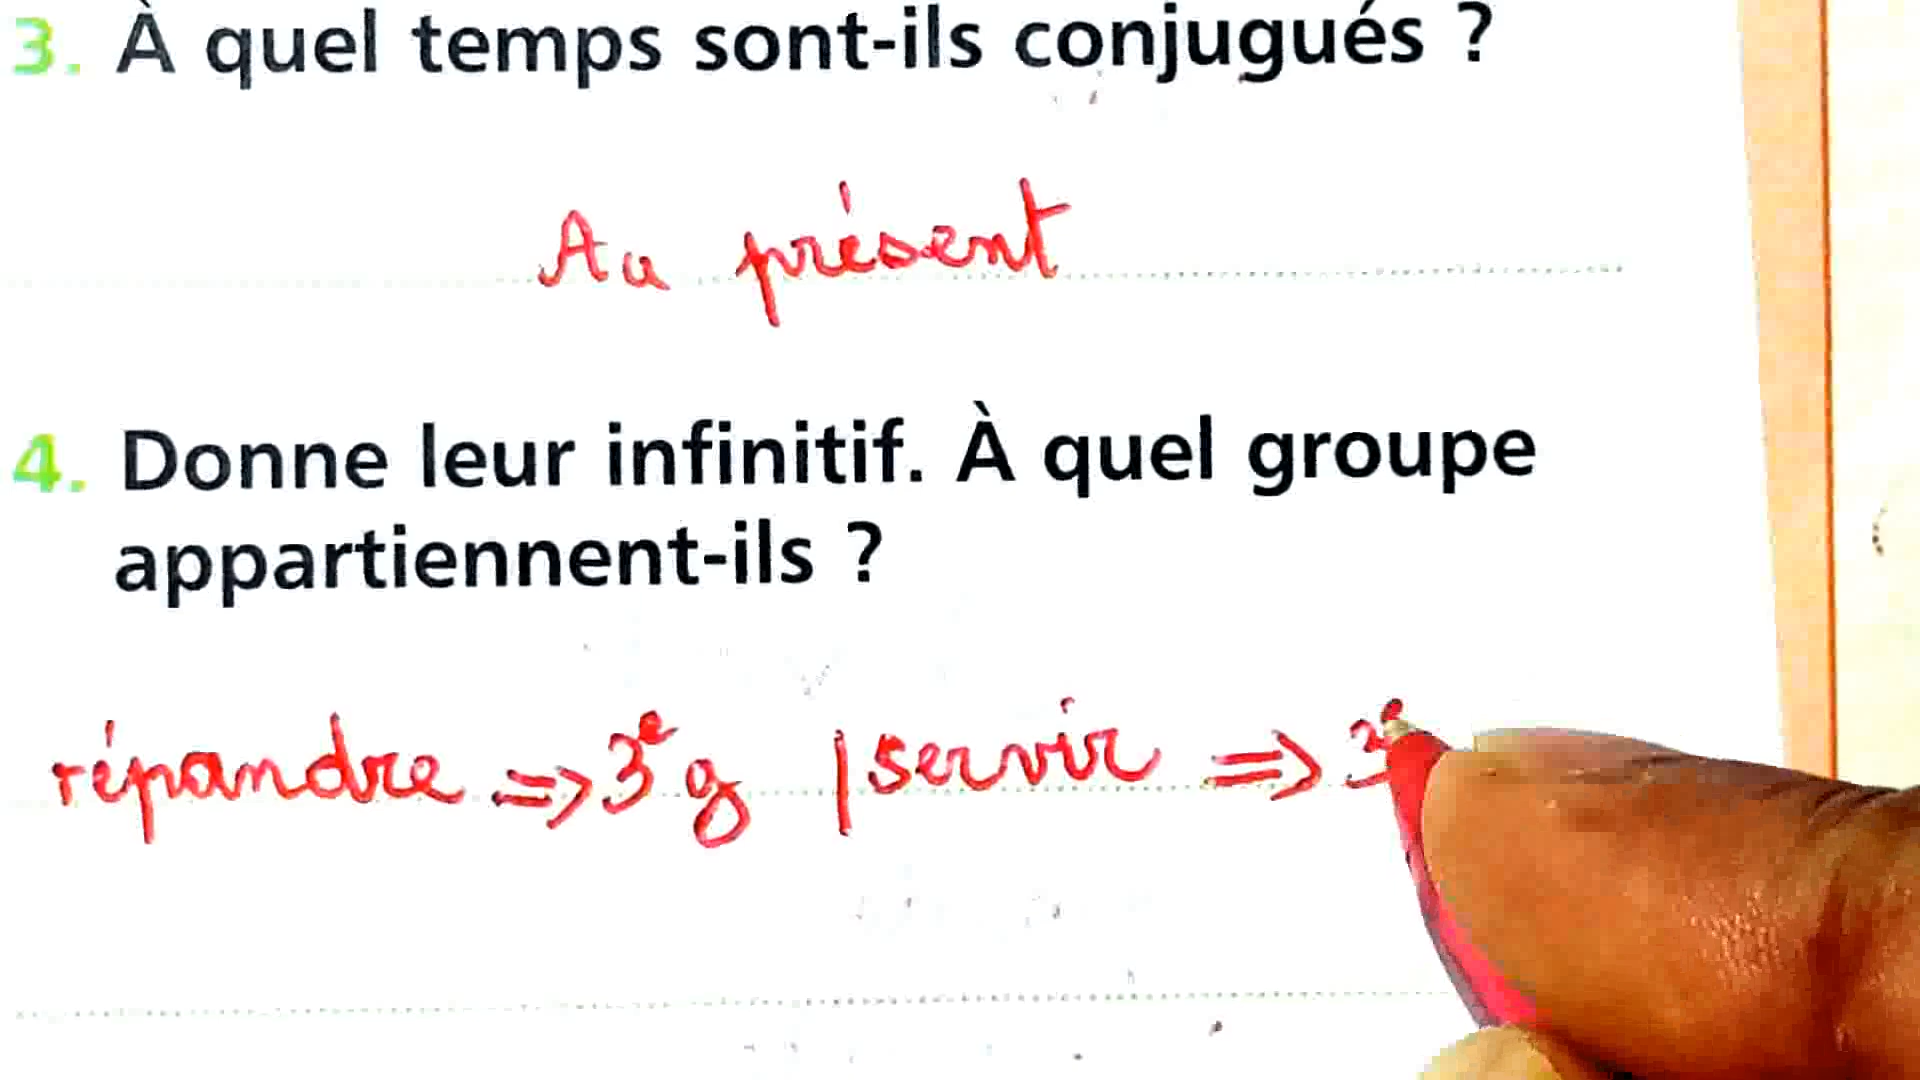 3. À quel temps sont-ils conjugués ?
Au présent
4. Donne leur infinitif. À quel groupe
appartiennent-ils ?
répandre => 3e g | servir => 3e